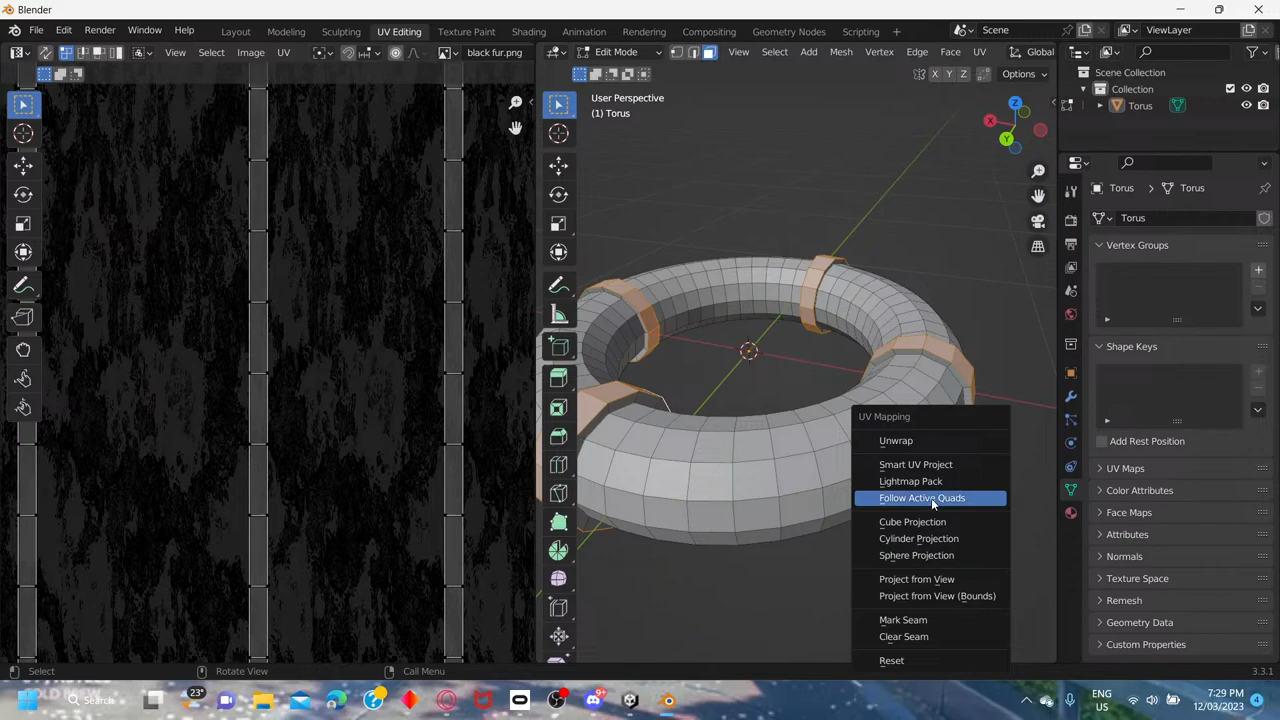 Blender
File Edit Render Window Help Layout Modeling Sculpting UV Editing Texture Paint Shading Animation Rendering Compositing Geometry Nodes Scripting + Scene ViewLayer
View Select Image UV black fur.png Edit Mode View Select Add Mesh Vertex Edge Face UV Global
X Y Z Options
User Perspective
(1) Torus
Scene Collection
Collection
Torus
Z
X
Y
Torus > Torus
Torus
Vertex Groups
Shape Keys
Add Rest Position
UV Maps
Color Attributes
Face Maps
Attributes
Normals
Texture Space
Remesh
Geometry Data
Custom Properties
UV Mapping
Unwrap
Smart UV Project
Lightmap Pack
Follow Active Quads
Cube Projection
Cylinder Projection
Sphere Projection
Project from View
Project from View (Bounds)
Mark Seam
Clear Seam
Reset
Select Rotate View Call Menu 3.3.1
Search 23° 9+ ENG US 7:29 PM 12/03/2023 4